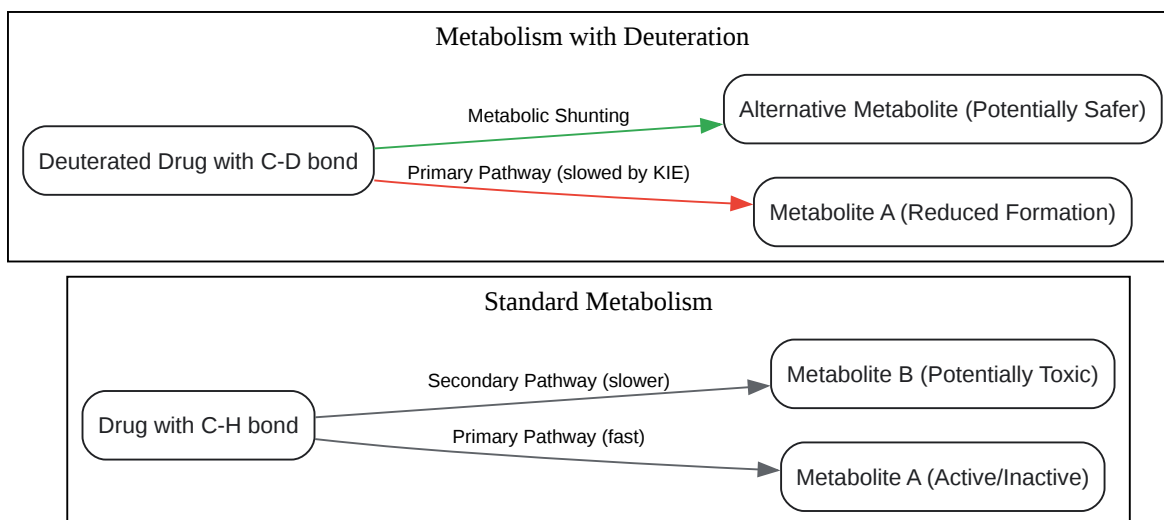 Metabolism with Deuteration
Metabolic Shunting
Alternative Metabolite (Potentially Safer)
Deuterated Drug with C-D bond
Primary Pathway (slowed by KIE)
Metabolite A (Reduced Formation)
Standard Metabolism
Secondary Pathway (slower)
Metabolite B (Potentially Toxic)
Drug with C-H bond
Primary Pathway (fast)
Metabolite A (Active/Inactive)